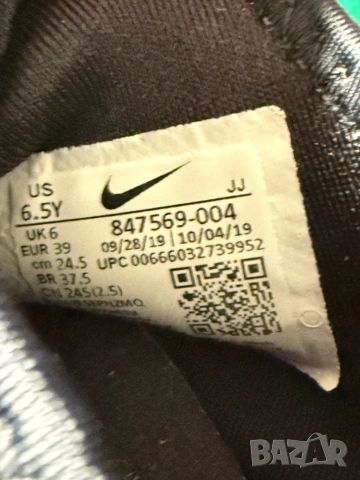 US
6.5Y
JJ
UK 6
847569-004
EUR 39
09/28/19 | 10/04/19
cm 24.5
UPC 00666032739952
BR 37.5
CN 245(2.5)
BAZAR.bg